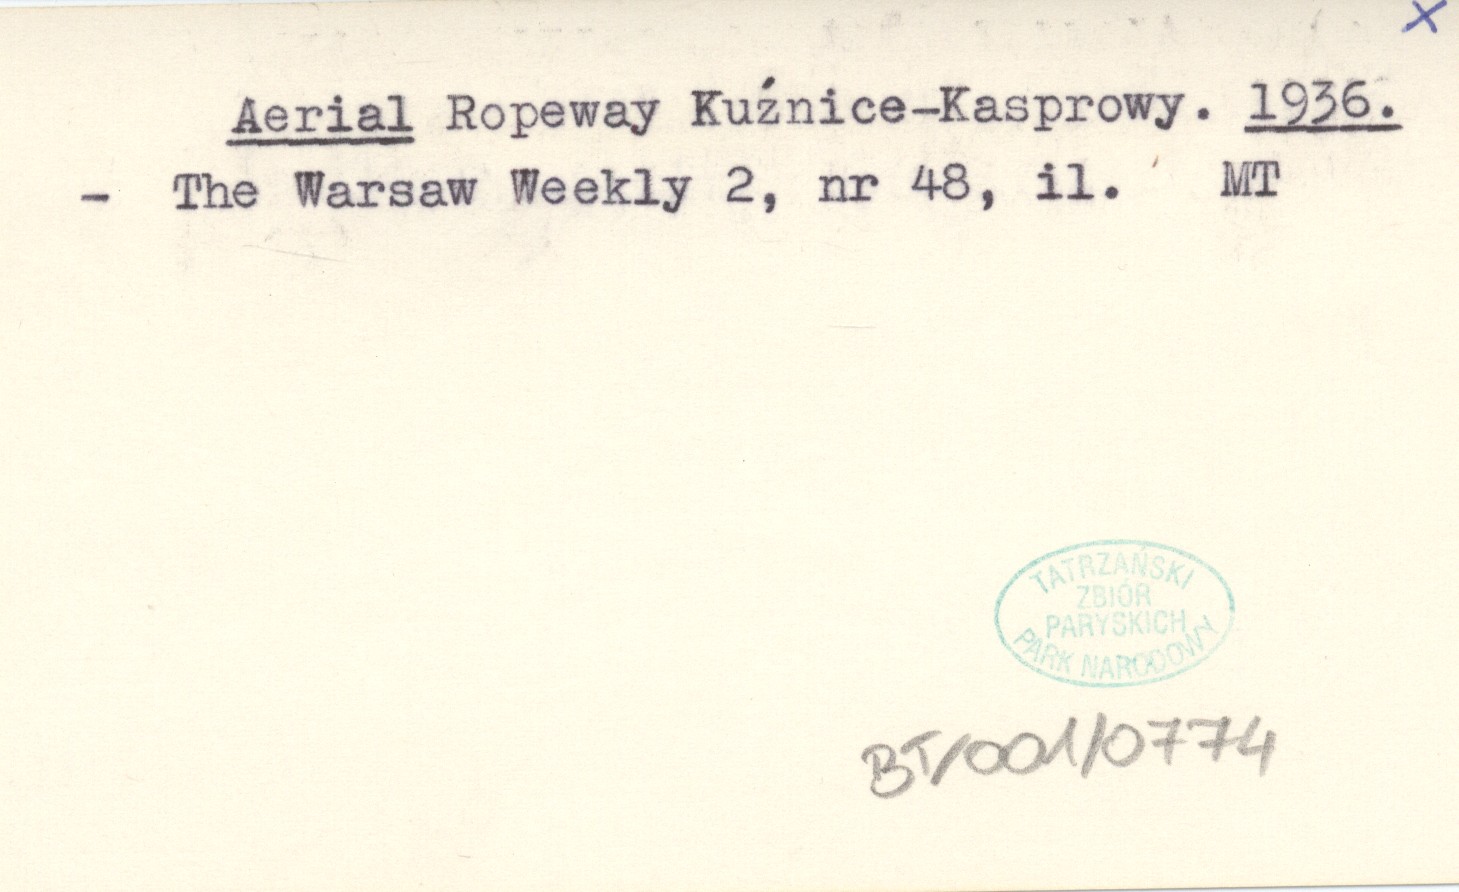 x
Aerial Ropeway Kuźnice-Kasprowy. 1936.
- The Warsaw Weekly 2, nr 48, il. MT
TATRZAŃSKI
ZBIÓR
PARYSKICH
PARK NARODOWY
BT/001/0774